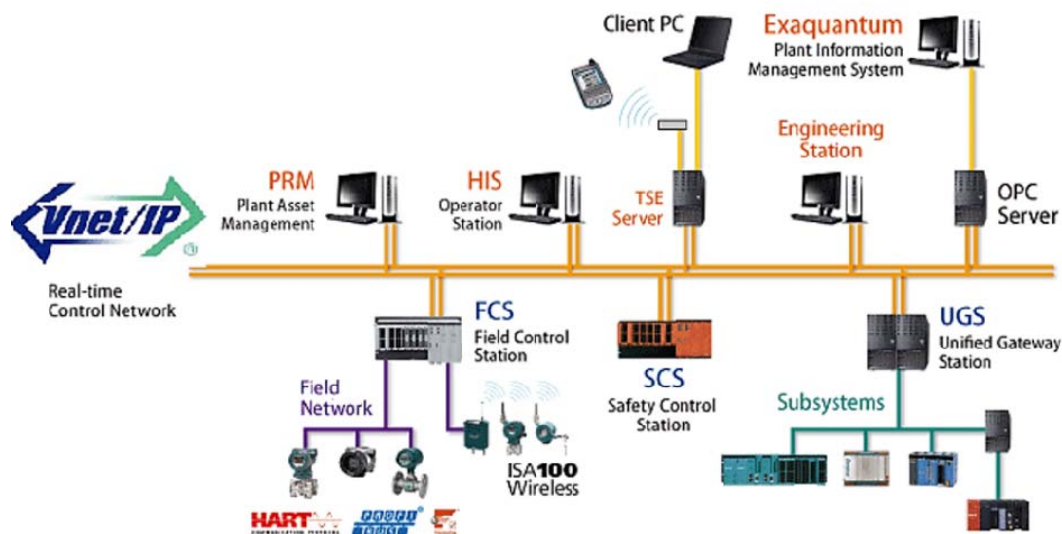 Client PC
Exaquantum
Plant Information
Management System
Engineering
Station
PRM
Plant Asset
Management
HIS
Operator
Station
TSE
Server
OPC
Server
Vnet/IP
®
Real-time
Control Network
FCS
Field Control
Station
SCS
Safety Control
Station
UGS
Unified Gateway
Station
Field
Network
Subsystems
ISA100
Wireless
HART
COMMUNICATION
PROFI